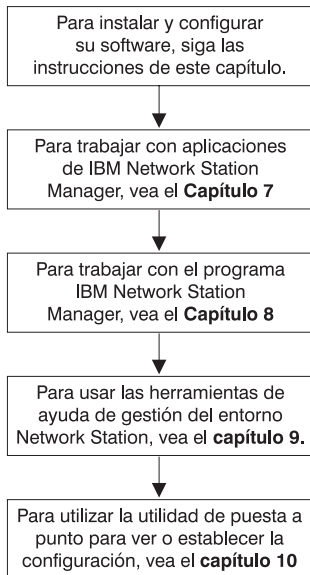 Para instalar y configurar
su software, siga las
instrucciones de este capítulo.
Para trabajar con aplicaciones
de IBM Network Station
Manager, vea el Capítulo 7
Para trabajar con el programa
IBM Network Station
Manager, vea el Capítulo 8
Para usar las herramientas de
ayuda de gestión del entorno
Network Station, vea el capítulo 9.
Para utilizar la utilidad de puesta a
punto para ver o establecer la
configuración, vea el capítulo 10